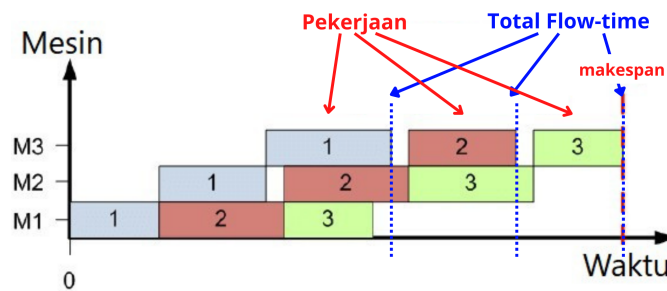 Pekerjaan
Total Flow-time
Mesin
makespan
M3
1
2
3
M2
1
2
3
M1
1
2
3
Waktu
0